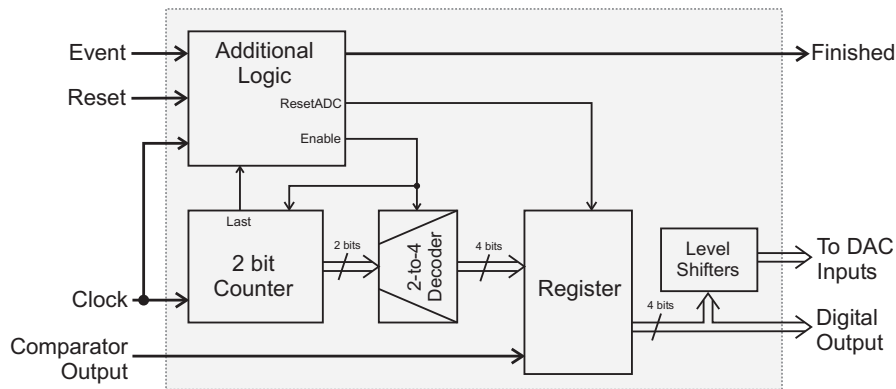 Event
Reset
Additional
Logic
ResetADC
Enable
Finished
Last
2 bit
Counter
2 bits
2-to-4
Decoder
4 bits
Register
Level
Shifters
To DAC
Inputs
4 bits
Digital
Output
Clock
Comparator
Output